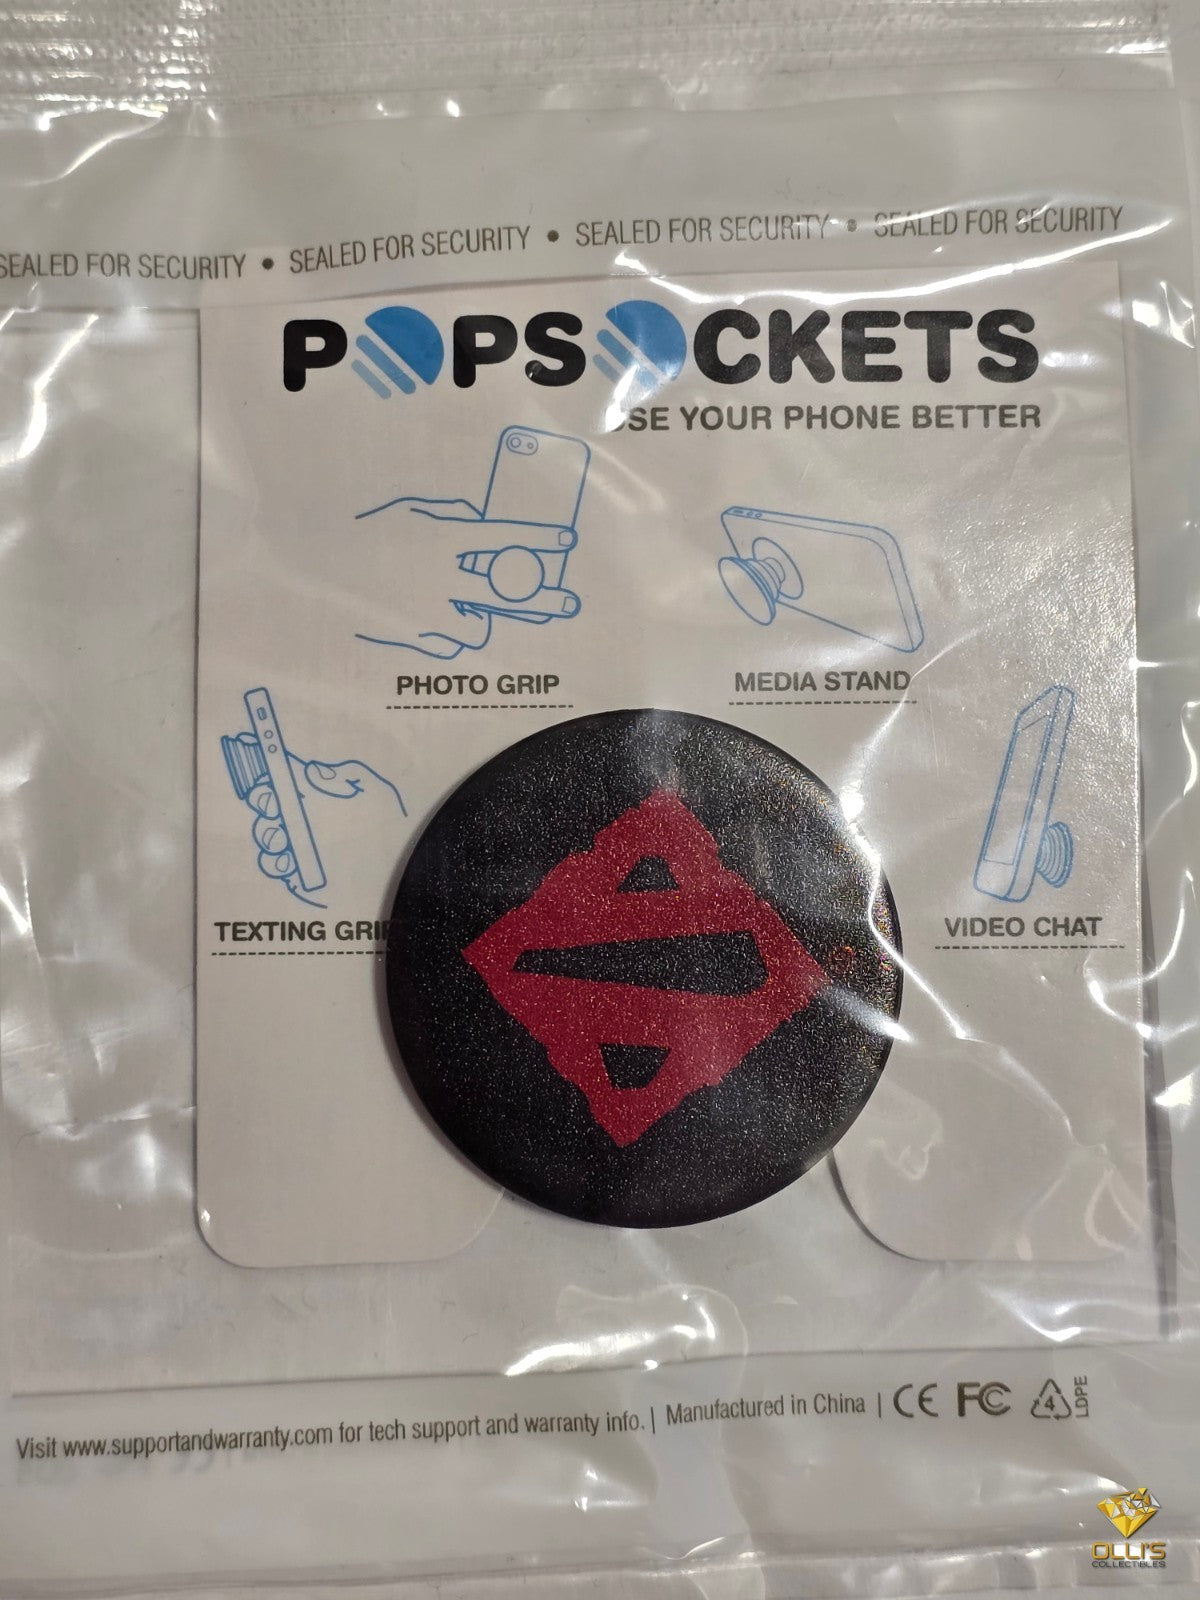 SEALED FOR SECURITY • SEALED FOR SECURITY • SEALED FOR SECURITY • SEALED FOR SECURITY
POPSOCKETS
USE YOUR PHONE BETTER
PHOTO GRIP
MEDIA STAND
TEXTING GRIP
VIDEO CHAT
Visit www.supportandwarranty.com for tech support and warranty info. | Manufactured in China | CE FC 4 LDPE
OLLI'S
COLLECTIBLES